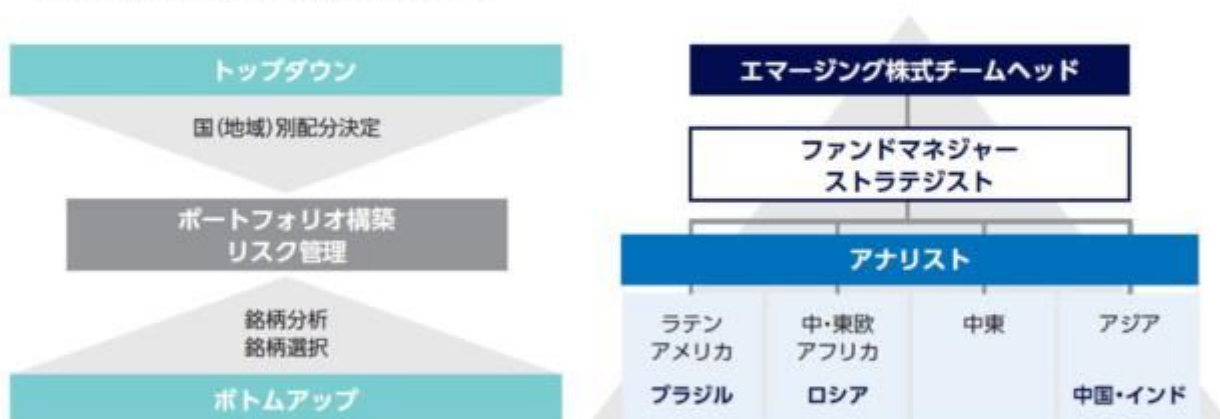 トップダウン
国(地域)別配分決定
ポートフォリオ構築
リスク管理
銘柄分析
銘柄選択
ボトムアップ
エマージング株式チームヘッド
ファンドマネジャー
ストラテジスト
アナリスト
ラテン
アメリカ
ブラジル
中・東欧
アフリカ
ロシア
中東
アジア
中国・インド